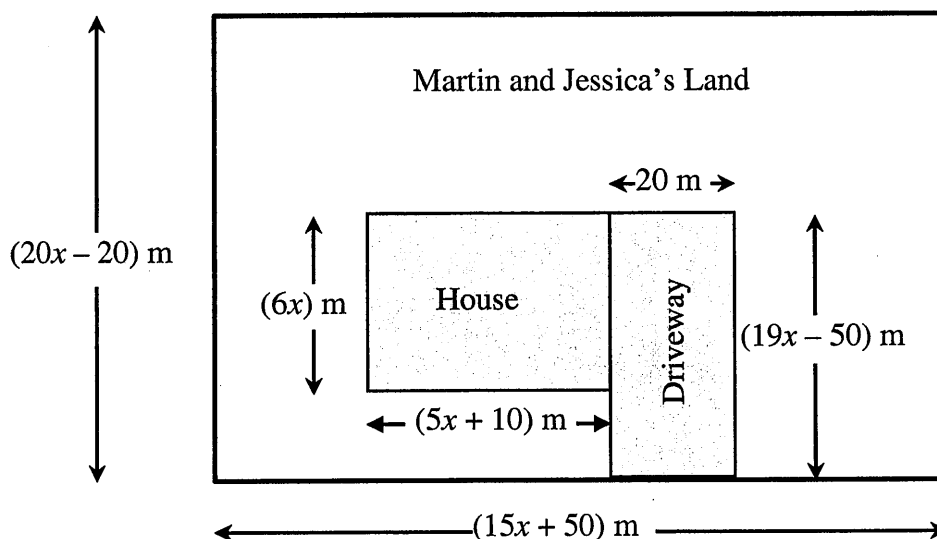 Martin and Jessica's Land
20 m
(20x – 20) m
(6x) m
House
Driveway
(19x – 50) m
(5x + 10) m
(15x + 50) m